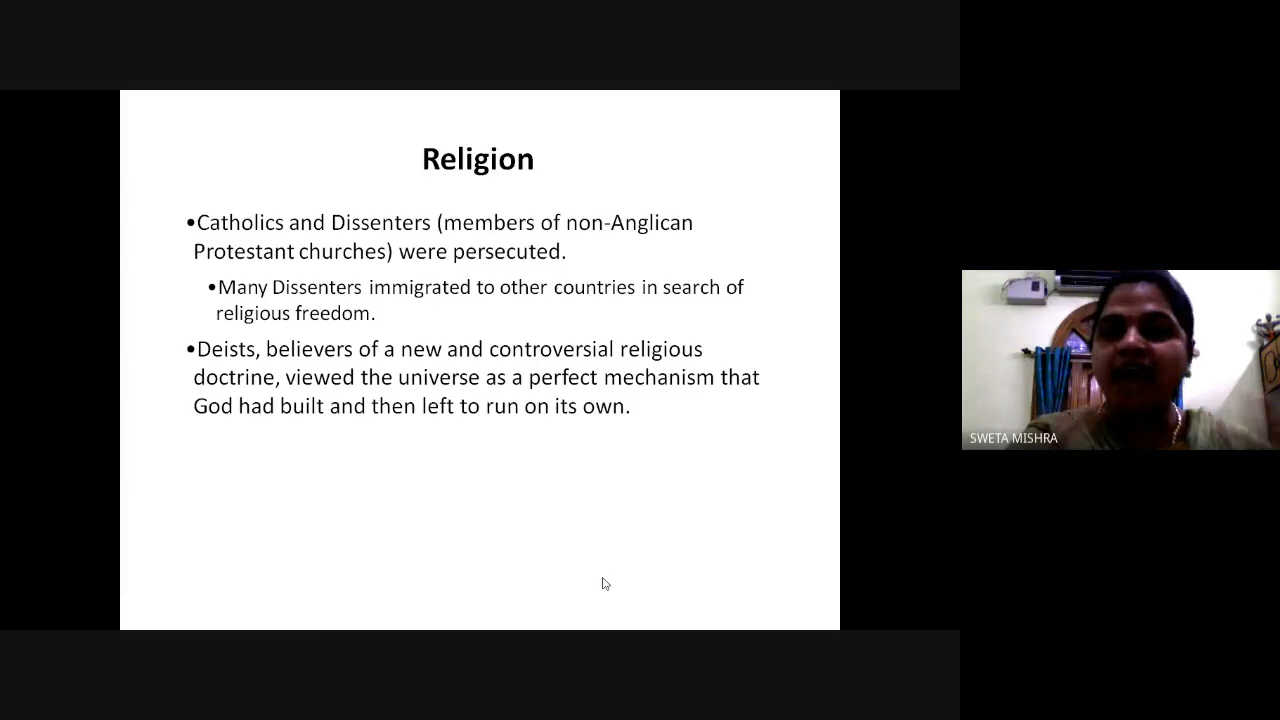 Religion
•Catholics and Dissenters (members of non-Anglican
Protestant churches) were persecuted.
•Many Dissenters immigrated to other countries in search of
religious freedom.
•Deists, believers of a new and controversial religious
doctrine, viewed the universe as a perfect mechanism that
God had built and then left to run on its own.
SWETA MISHRA